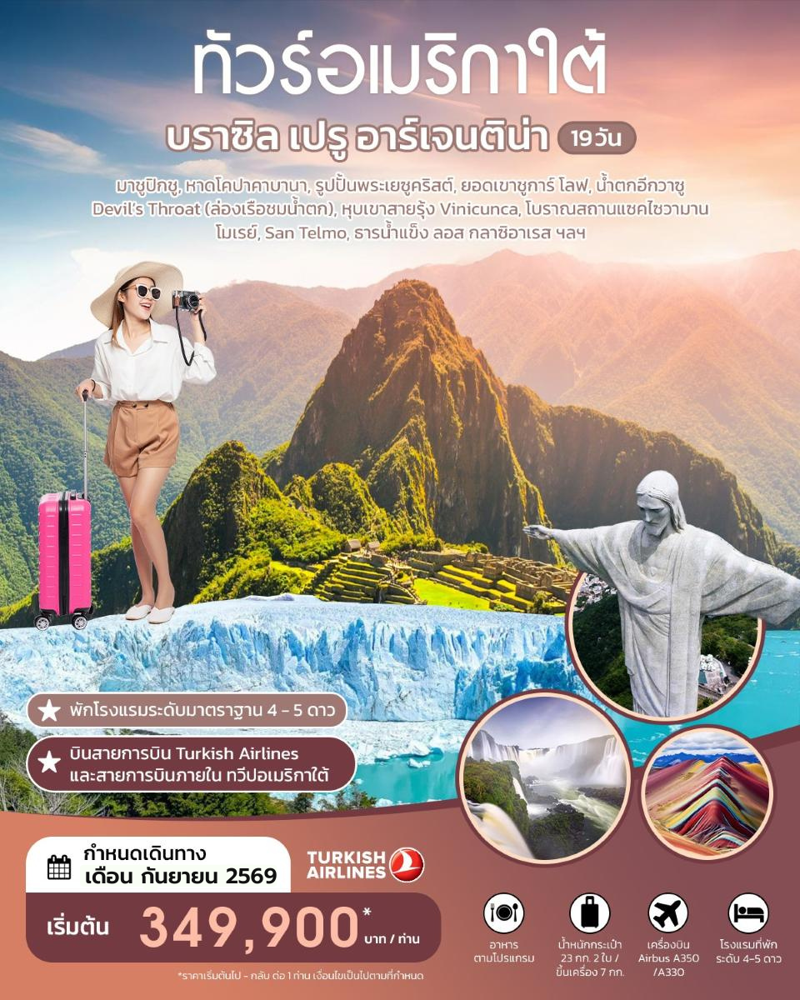 ทัวร์อเมริกาใต้
บราซิล เปรู อาร์เจนติน่า 19 วัน
มาชูปิกชู, หาดโคปาคาบานา, รูปปั้นพระเยซูคริสต์, ยอดเขาชูการ์ โลฟ, น้ำตกอีกวาซู
Devil's Throat (ล่องเรือชมน้ำตก), หุบเขาสายรุ้ง Vinicunca, โบราณสถานแซคไซวามาน
โมเรย์, San Telmo, ธารน้ำแข็ง ลอส กลาซิอาเรส ฯลฯ
พักโรงแรมระดับมาตราฐาน 4 - 5 ดาว
บินสายการบิน Turkish Airlines
และสายการบินภายใน ทวีปอเมริกาใต้
กำหนดเดินทาง
เดือน กันยายน 2569
TURKISH
AIRLINES
เริ่มต้น 349,900* บาท / ท่าน
*ราคาเริ่มต้นไป - กลับ ต่อ 1 ท่าน เงื่อนไขเป็นไปตามที่กำหนด
อาหาร
ตามโปรแกรม
น้ำหนักกระเป๋า
23 กก. 2 ใบ /
ขึ้นเครื่อง 7 กก.
เครื่องบิน
Airbus A350
/A330
โรงแรมที่พัก
ระดับ 4-5 ดาว